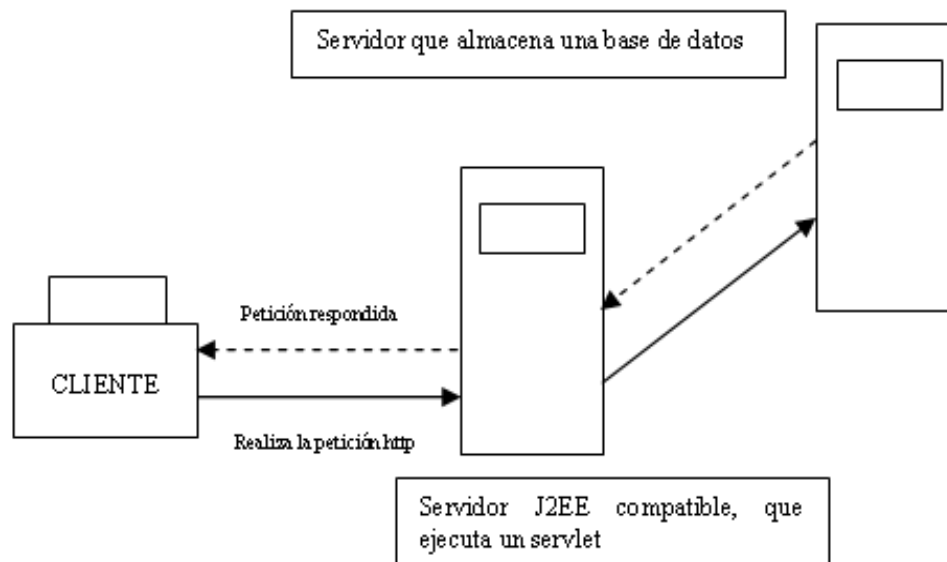 Servidor que almacena una base de datos
Petición respondida
CLIENTE
Realiza la petición http
Servidor J2EE compatible, que
ejecuta un servlet